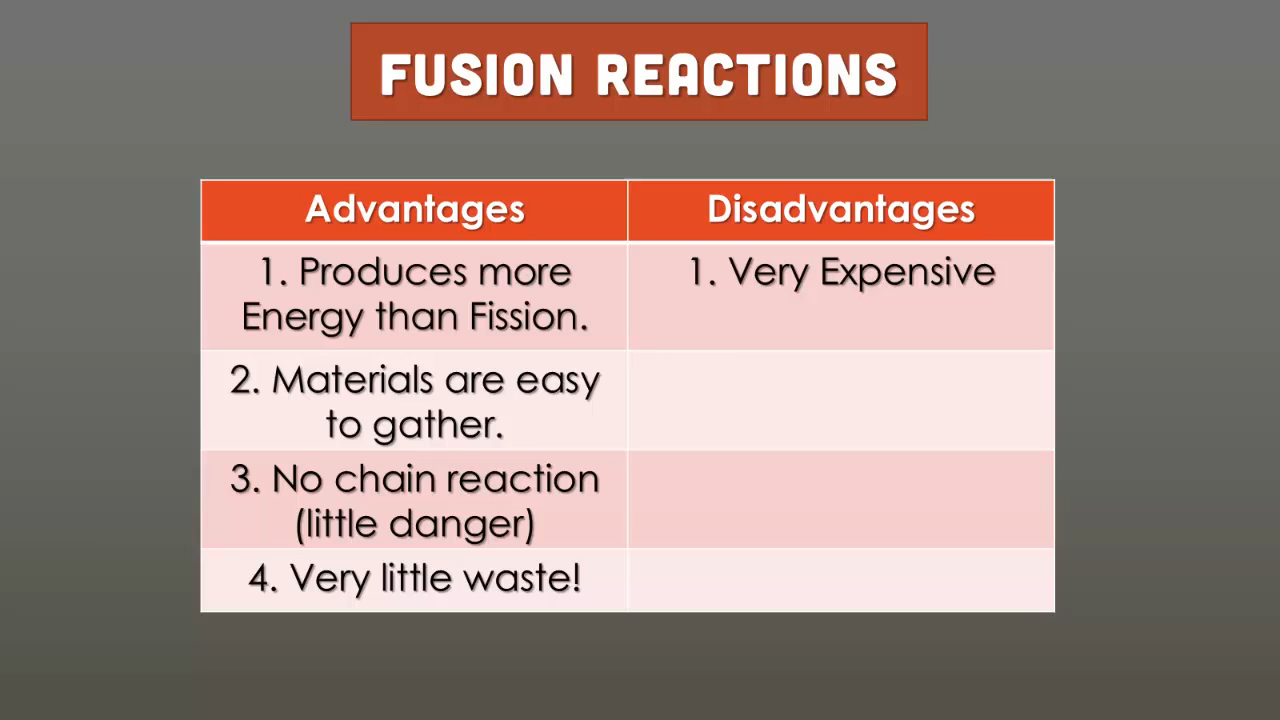 FUSION REACTIONS
Advantages
Disadvantages
1. Produces more
Energy than Fission.
1. Very Expensive
2. Materials are easy
to gather.
3. No chain reaction
(little danger)
4. Very little waste!